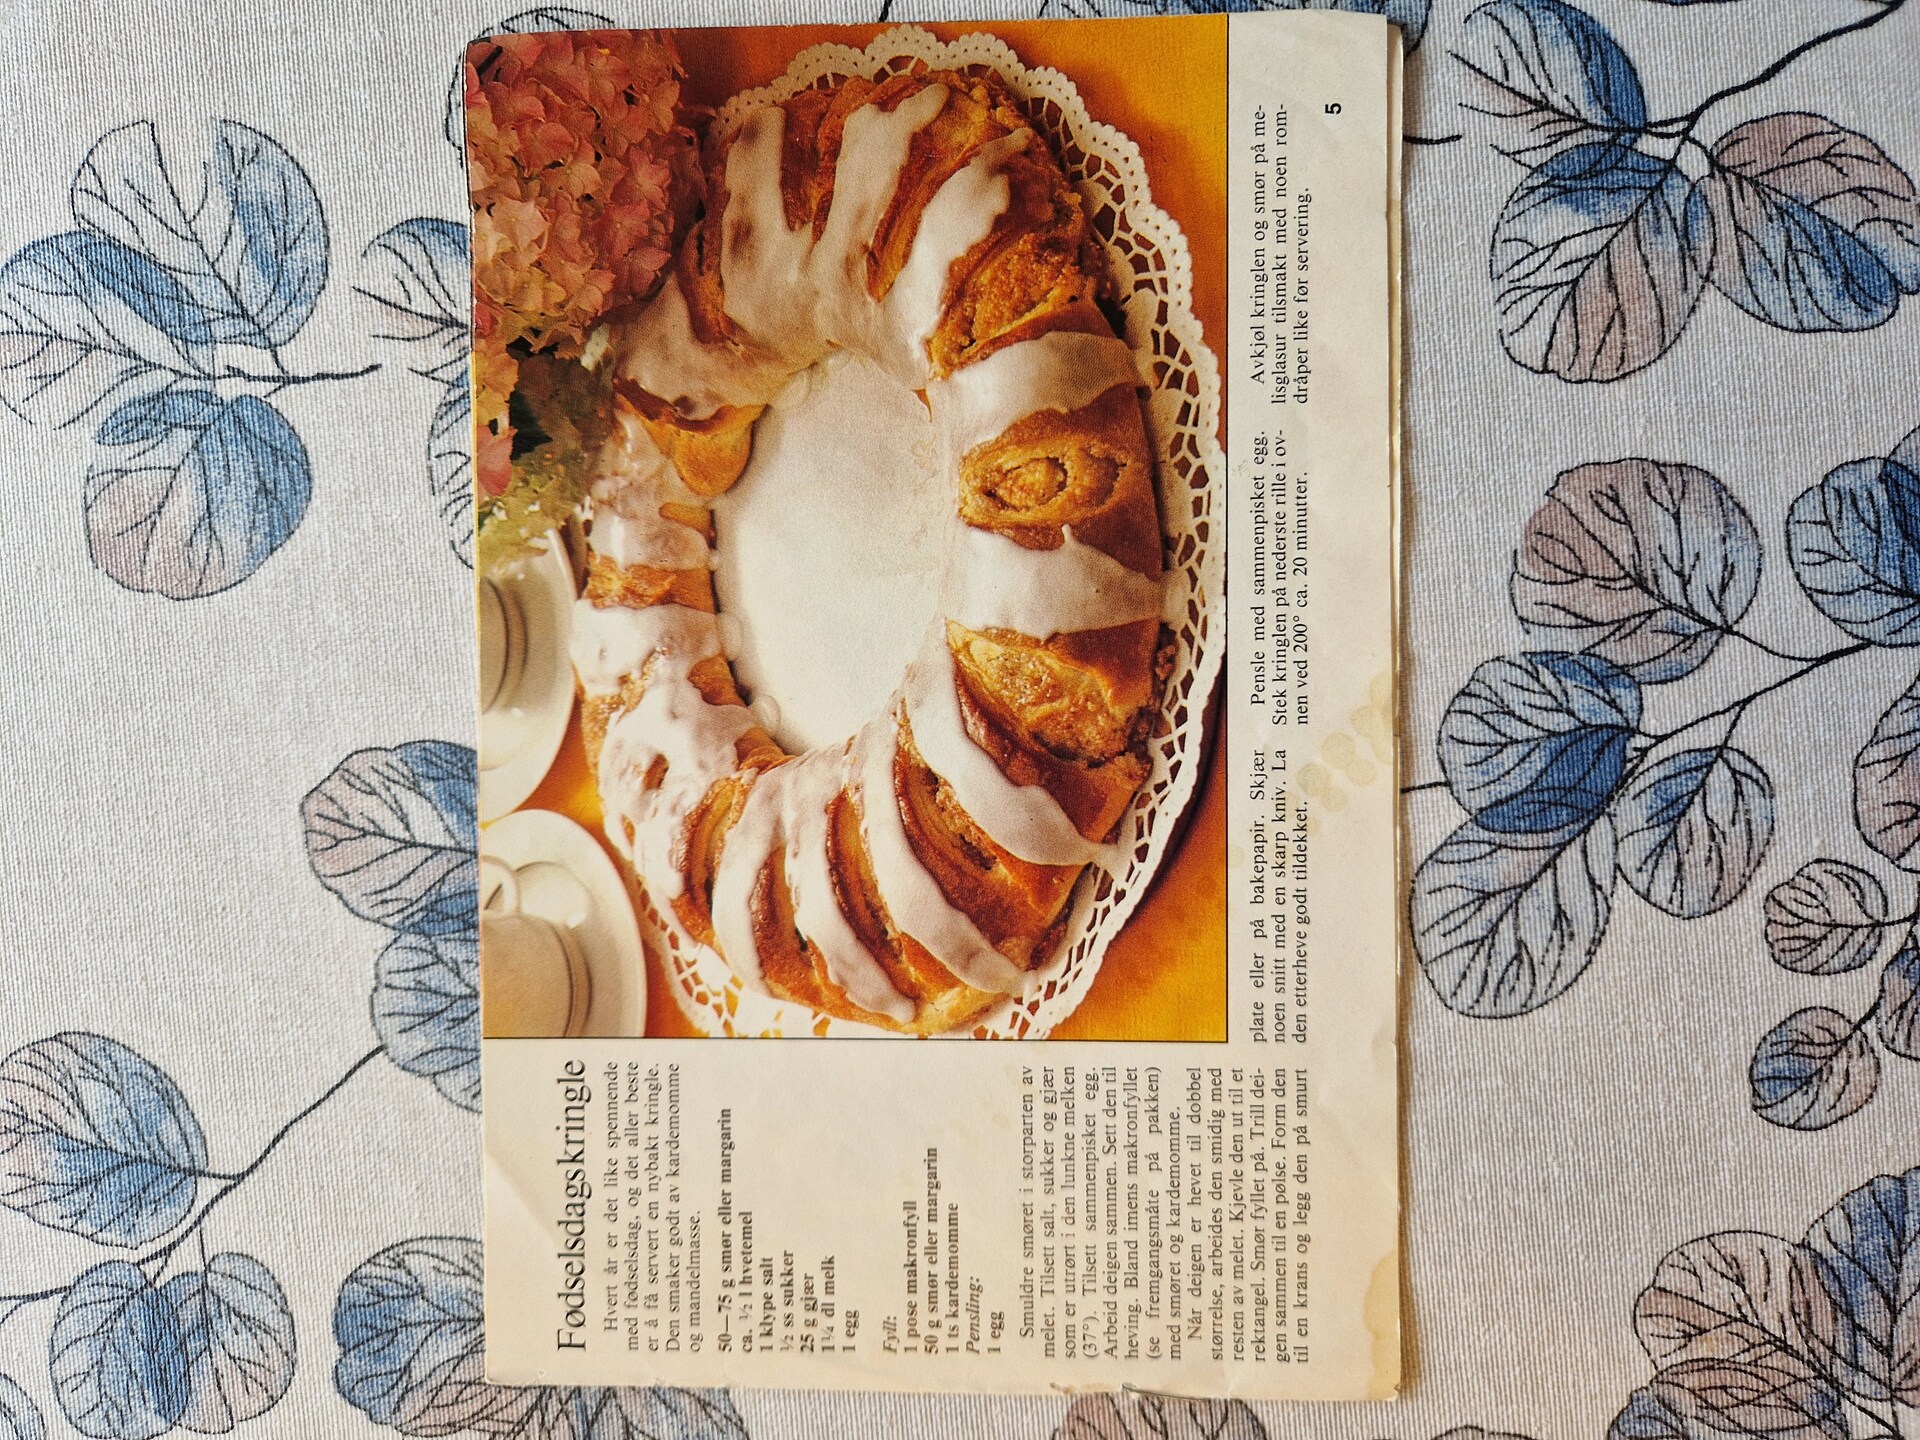 Fødselsdagskringle
Hvert år er det like spennende
med fødselsdag, og det aller beste
er å få servert en nybakt kringle.
Den smaker godt av kardemomme
og mandelmasse.
50—75 g smør eller margarin
ca. ½ l hvetemel
1 klype salt
½ ss sukker
25 g gjær
1¼ dl melk
1 egg
Fyll:
1 pose makronfyll
50 g smør eller margarin
1 ts kardemomme
Pensling:
1 egg
Smuldre smøret i storparten av
melet. Tilsett salt, sukker og gjær
som er utrørt i den lunkne melken
(37°). Tilsett sammenpisket egg.
Arbeid deigen sammen. Sett den til
heving. Bland imens makronfyllet
(se fremgangsmåte på pakken)
med smøret og kardemomme.
Når deigen er hevet til dobbel
størrelse, arbeides den smidig med
resten av melet. Kjevle den ut til et
rektangel. Smør fyllet på. Trill dei-
gen sammen til en pølse. Form den
til en krans og legg den på smurt
plate eller på bakepapir. Skjær
noen snitt med en skarp kniv. La
den etterheve godt tildekket.
Pensle med sammenpisket egg.
Stek kringlen på nederste rille i ov-
nen ved 200° ca. 20 minutter.
Avkjøl kringlen og smør på me-
lisglasur tilsmakt med noen rom-
dråper like før servering.
5